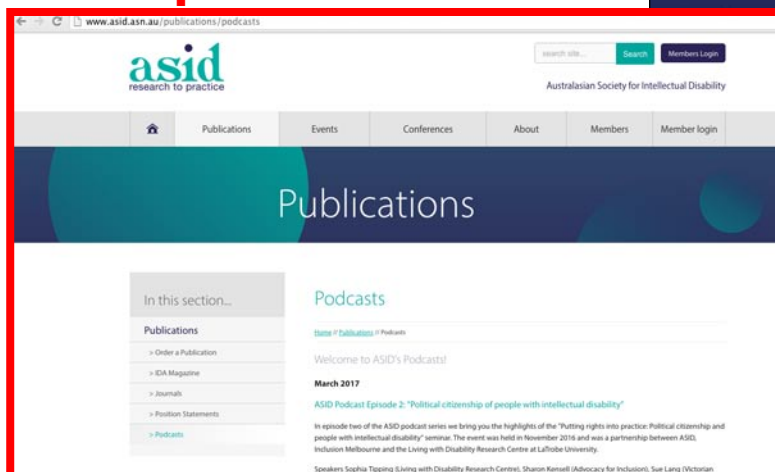 www.asid.asn.au/publications/podcasts
asid
research to practice
search site...
Search
Members Login
Australasian Society for Intellectual Disability
Publications
Events
Conferences
About
Members
Member login
Publications
In this section...
Publications
> Order a Publication
> IDA Magazine
> Journals
> Position Statements
> Podcasts
Podcasts
Home // Publications // Podcasts
Welcome to ASID's Podcasts!
March 2017
ASID Podcast Episode 2: "Political citizenship of people with intellectual disability"
In episode two of the ASID podcast series we bring you the highlights of the "Putting rights into practice: Political citizenship and
people with intellectual disability" seminar. The event was held in November 2016 and was a partnership between ASID,
Inclusion Melbourne and the Living with Disability Research Centre at LaTrobe University.
Speakers Sophia Tipping (Living with Disability Research Centre), Sharon Kensell (Advocacy for Inclusion), Sue Lang (Victorian